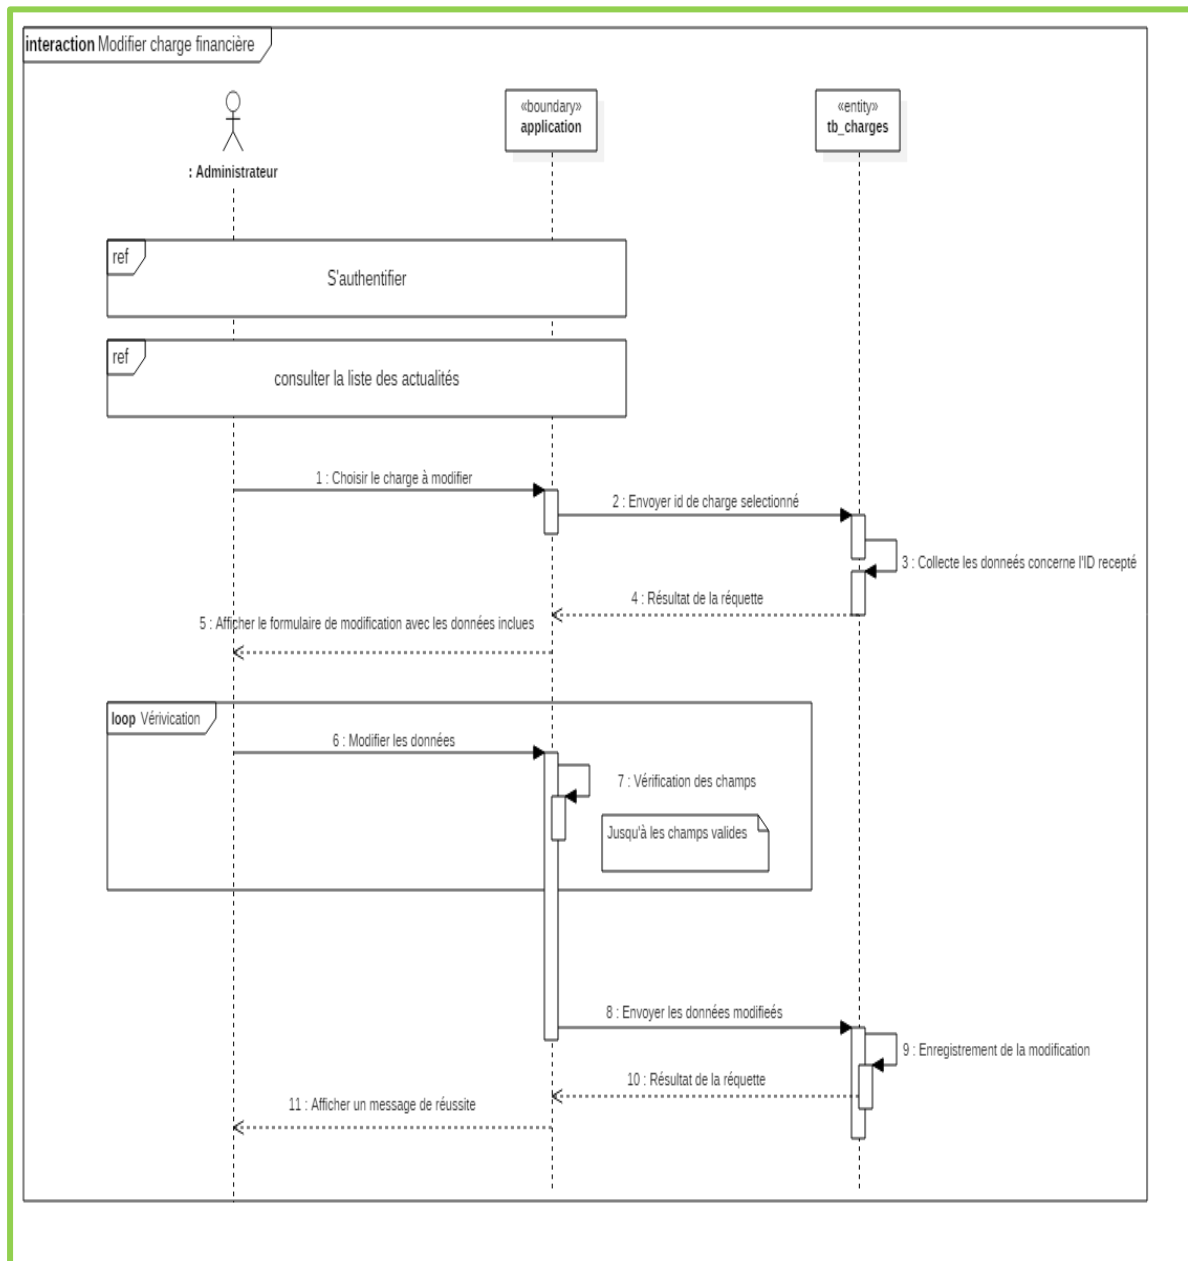 interaction Modifier charge financière
«boundary»
application
«entity»
tb_charges
: Administrateur
ref
S'authentifier
ref
consulter la liste des actualités
1 : Choisir le charge à modifier
2 : Envoyer id de charge selectionné
3 : Collecte les donneés concerne l'ID recepté
4 : Résultat de la réquette
5 : Afficher le formulaire de modification avec les données inclues
loop Vérivication
6 : Modifier les données
7 : Vérification des champs
Jusqu'à les champs valides
8 : Envoyer les données modifieés
9 : Enregistrement de la modification
10 : Résultat de la réquette
11 : Afficher un message de réussite